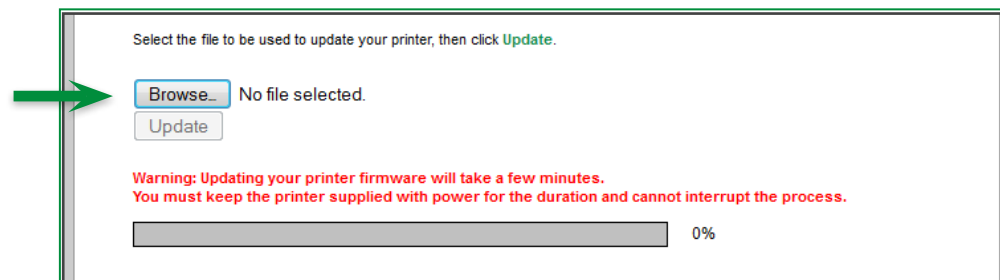 Select the file to be used to update your printer, then click Update.
Browse... No file selected.
Update
Warning: Updating your printer firmware will take a few minutes.
You must keep the printer supplied with power for the duration and cannot interrupt the process.
0%